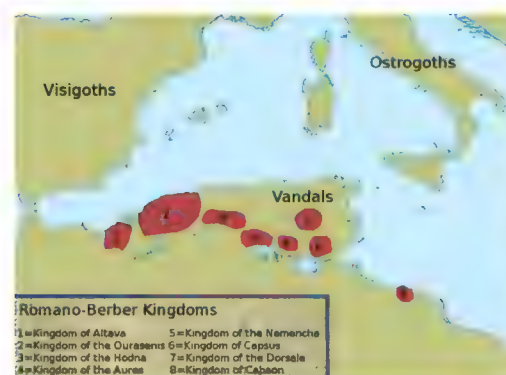 Ostrogoths
Visigoths
Vandals
Romano-Berber Kingdoms
1=Kingdom of Altava 5=Kingdom of the Nemencha
2=Kingdom of the Ouarsenis 6=Kingdom of Capsus
3=Kingdom of the Hodna 7=Kingdom of the Dorsale
4=Kingdom of the Aures 8=Kingdom of Cabaon